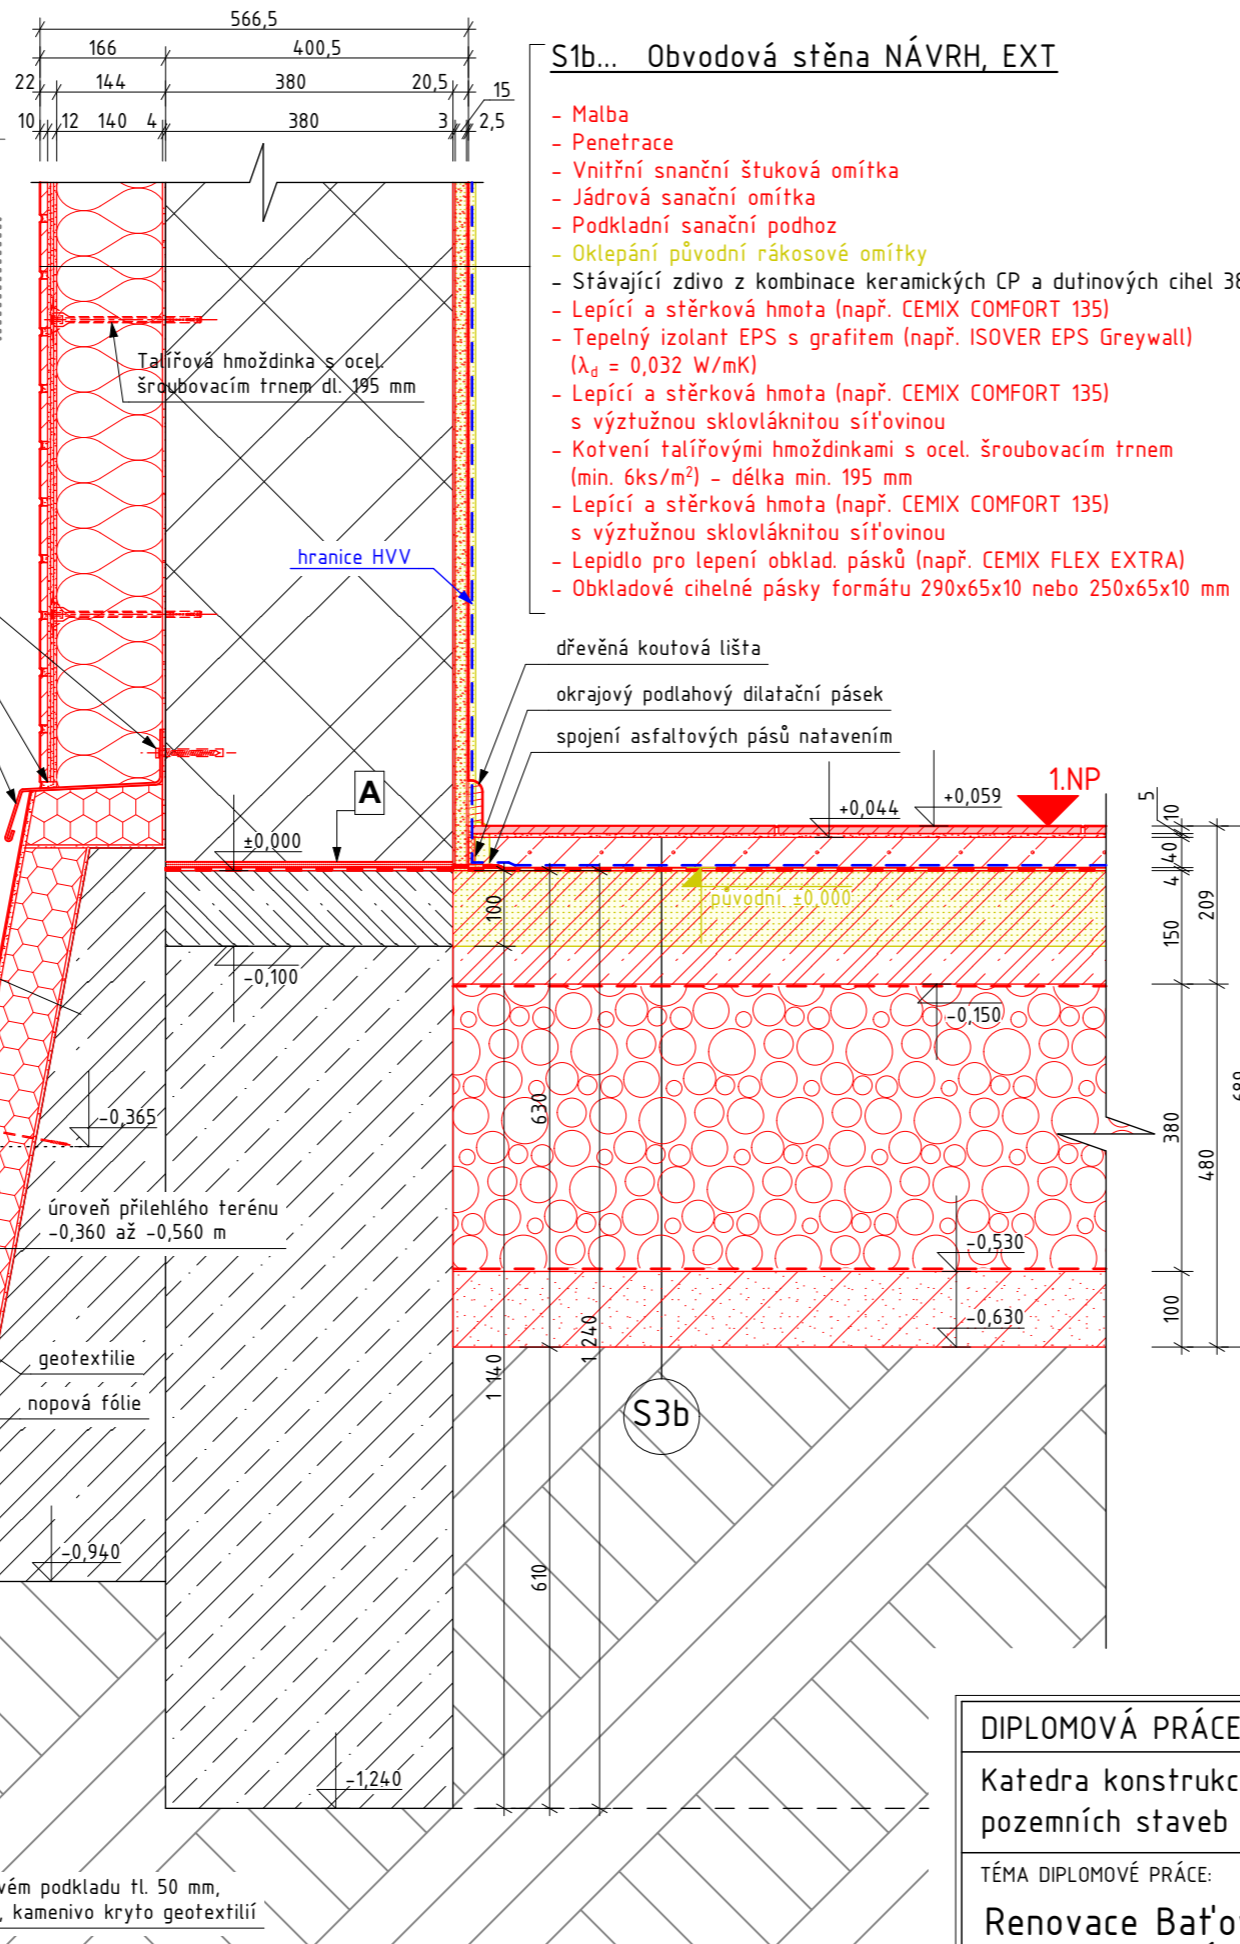 566,5
166
400,5
22
144
380
20,5
15
10
12
140
4
380
3
2,5
S1b... Obvodová stěna NÁVRH, EXT
- Malba
- Penetrace
- Vnitřní snanční štuková omítka
- Jádrová sanační omítka
- Podkladní sanační podhoz
- Oklepání původní rákosové omítky
- Stávající zdivo z kombinace keramických CP a dutinových cihel 38
- Lepící a stěrková hmota (např. CEMIX COMFORT 135)
- Tepelný izolant EPS s grafitem (např. ISOVER EPS Greywall)
(λd = 0,032 W/mK)
- Lepící a stěrková hmota (např. CEMIX COMFORT 135)
s výztužnou sklovláknitou síťovinou
- Kotvení talířovými hmoždinkami s ocel. šroubovacím trnem
(min. 6ks/m²) - délka min. 195 mm
- Lepící a stěrková hmota (např. CEMIX COMFORT 135)
s výztužnou sklovláknitou síťovinou
- Lepidlo pro lepení obklad. pásků (např. CEMIX FLEX EXTRA)
- Obkladové cihelné pásky formátu 290x65x10 nebo 250x65x10 mm
Talířová hmoždinka s ocel.
šroubovacím trnem dl. 195 mm
hranice HVV
dřevěná koutová lišta
okrajový podlahový dilatační pásek
spojení asfaltových pásů natavením
A
1.NP
+0,044
+0,059
±0,000
původní ±0,000
5
10
40
4
150
209
100
-0,100
-0,150
-0,365
630
380
480
689
úroveň přilehlého terénu
-0,360 až -0,560 m
-0,530
-0,630
100
1 240
1 140
geotextilie
nopová fólie
S3b
-0,940
610
-1,240
vém podkladu tl. 50 mm,
, kamenivo kryto geotextilií
DIPLOMOVÁ PRÁCE
Katedra konstrukc
pozemních staveb
TÉMA DIPLOMOVÉ PRÁCE:
Renovace Baťov